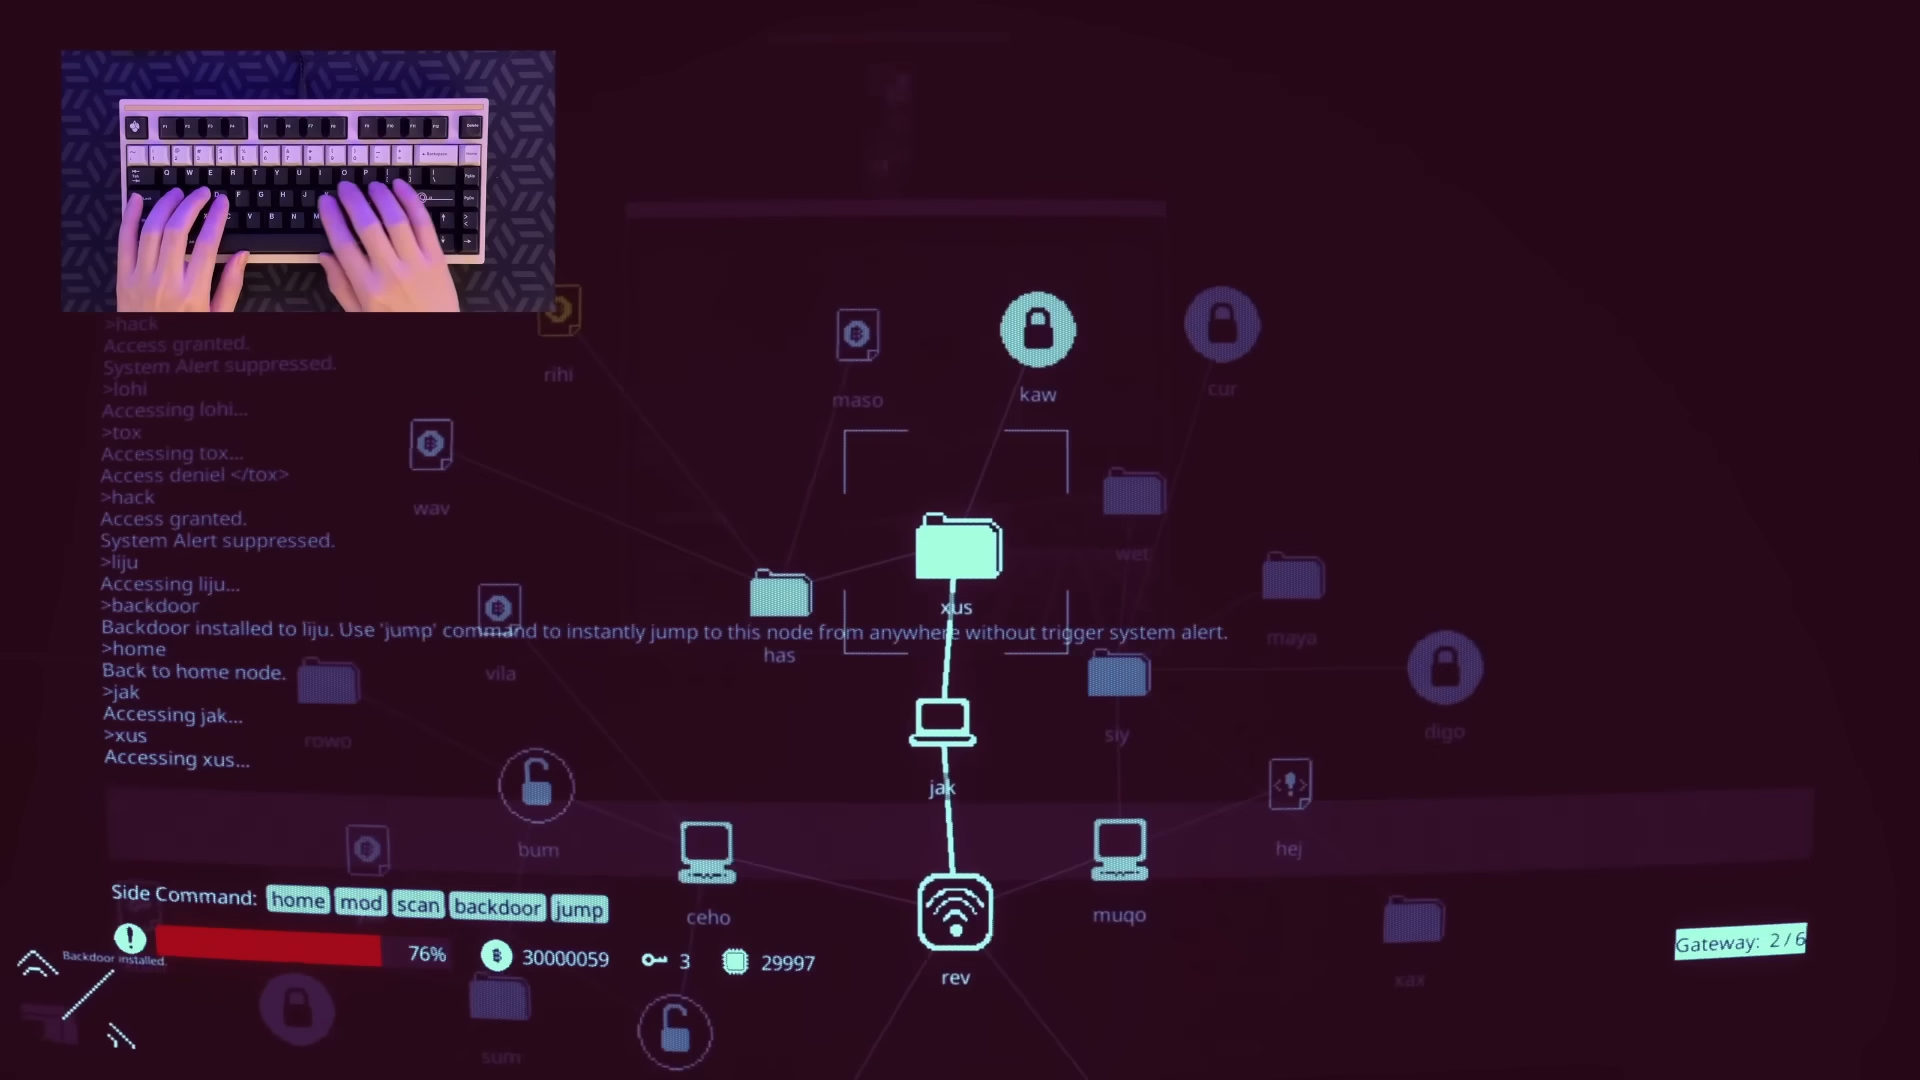 >hack
Access granted.
System Alert suppressed.
>lohi
Accessing lohi...
>tox
Accessing tox...
Access deniel </tox>
>hack
Access granted.
System Alert suppressed.
>liju
Accessing liju...
>backdoor
Backdoor installed to liju. Use 'jump' command to instantly jump to this node from anywhere without trigger system alert.
>home
Back to home node.
>jak
Accessing jak...
>xus
Accessing xus...
rihi
maso
kaw
cur
wav
wet
xus
maya
has
vila
siy
digo
rowo
jak
bum
hej
ceho
muqo
rev
xax
sum
Side Command: home mod scan backdoor jump
76% 30000059 3 29997
Backdoor installed.
Gateway: 2/6
Q W E R T Y U I O P
D F G H J
C V B N M